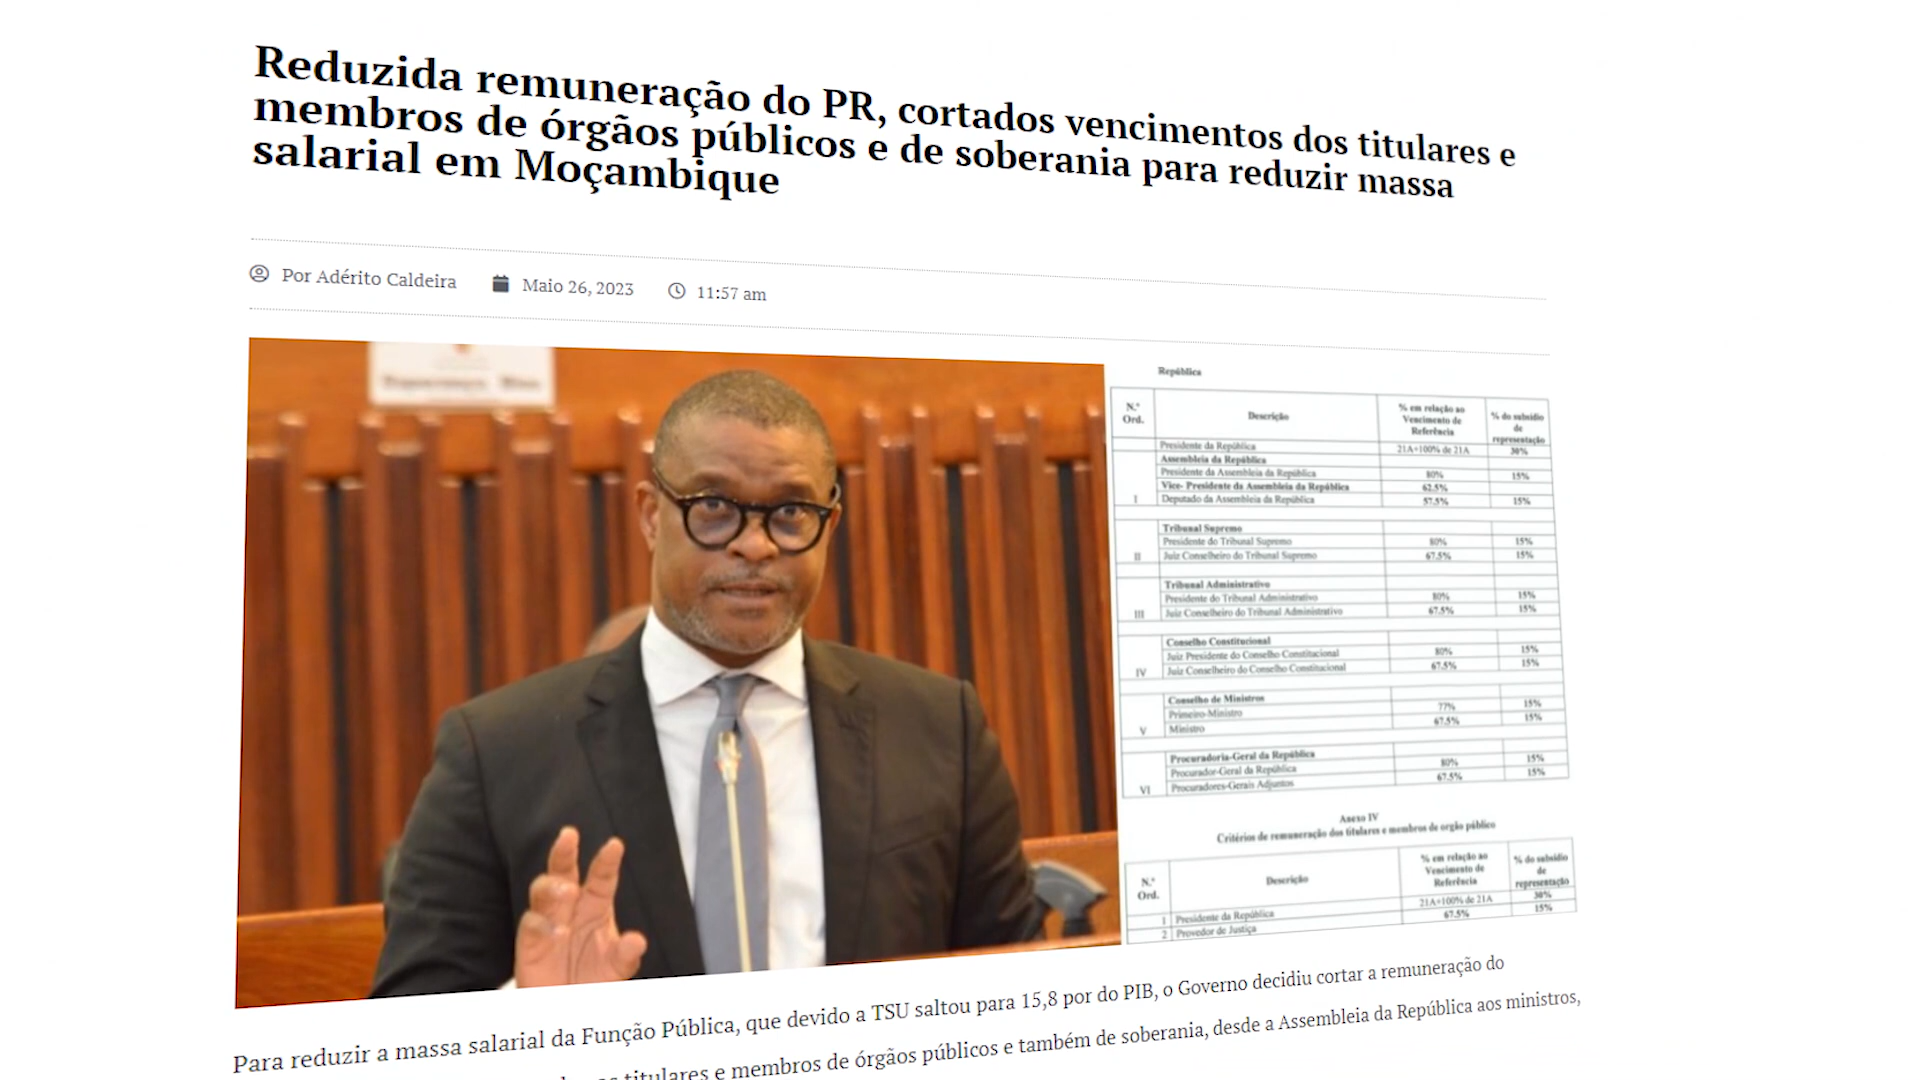 Reduzida remuneração do PR, cortados vencimentos dos titulares e
membros de órgãos públicos e de soberania para reduzir massa
salarial em Moçambique
Por Adérito Caldeira
Maio 26, 2023
11:57 am
República
N.º Ord. Descrição % em relação ao Vencimento de Referência % do subsídio de representação
Presidente da República 21A=100% de 21A 30%
Assembleia da República
Presidente da Assembleia da República 80% 15%
Vice- Presidente da Assembleia da República 62.5%
I Deputado da Assembleia da República 57.5% 15%
Tribunal Supremo
Presidente do Tribunal Supremo 80% 15%
II Juiz Conselheiro do Tribunal Supremo 67.5% 15%
Tribunal Administrativo
Presidente do Tribunal Administrativo 80% 15%
III Juiz Conselheiro do Tribunal Administrativo 67.5% 15%
Conselho Constitucional
Juiz Presidente do Conselho Constitucional 80% 15%
IV Juiz Conselheiro do Conselho Constitucional 67.5% 15%
Conselho de Ministros
Primeiro-Ministro 77% 15%
V Ministro 67.5% 15%
Procuradoria-Geral da República
Procurador-Geral da República 80% 15%
VI Procuradores-Gerais Adjuntos 67.5% 15%
Anexo IV
Critérios de remuneração dos titulares e membros de orgão público
N.º Ord. Descrição % em relação ao Vencimento de Referência % do subsídio de representação
1 Presidente da República 21A=100% de 21A 30%
2 Provedor de Justiça 67.5% 15%
Para reduzir a massa salarial da Função Pública, que devido a TSU saltou para 15,8 por do PIB, o Governo decidiu cortar a remuneração do
titulares e membros de órgãos públicos e também de soberania, desde a Assembleia da República aos ministros,